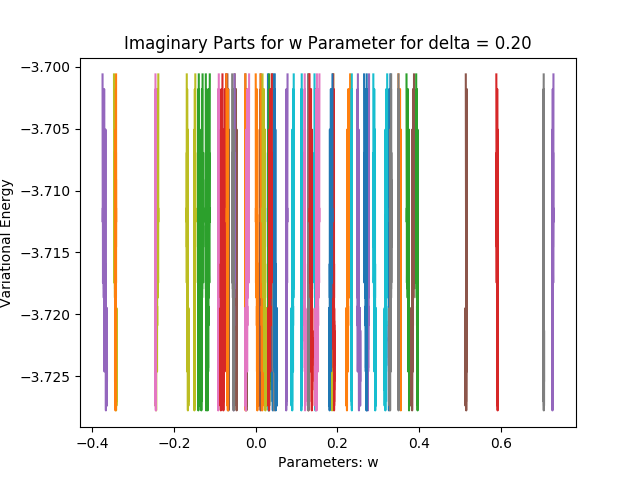 Imaginary Parts for w Parameter for delta = 0.20
Variational Energy
−3.700
−3.705
−3.710
−3.715
−3.720
−3.725
−0.4 −0.2 0.0 0.2 0.4 0.6
Parameters: w